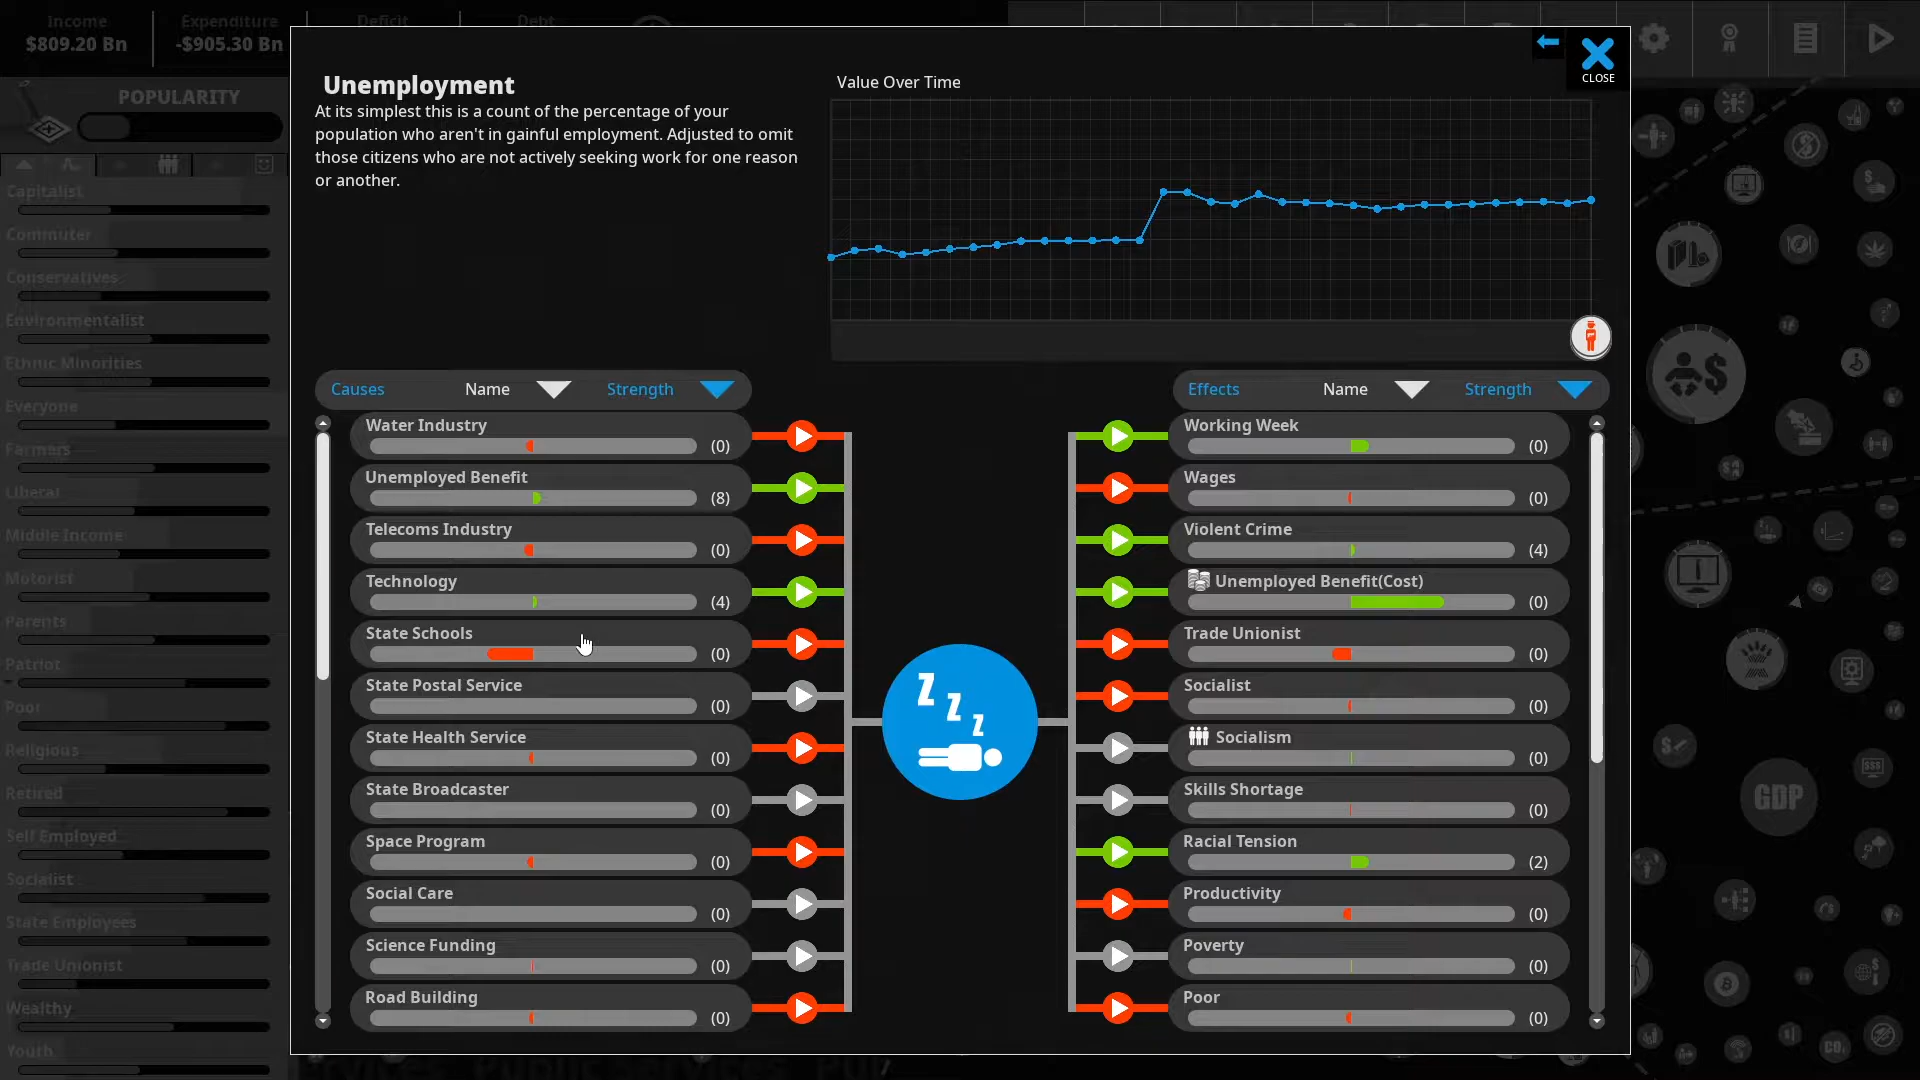 Income
$809.20 Bn
Expenditure
-$905.30 Bn
Deficit
Debt
POPULARITY
Capitalist
Commuter
Conservatives
Environmentalist
Ethnic Minorities
Everyone
Farmers
Liberal
Middle Income
Motorist
Parents
Patriot
Poor
Religious
Retired
Self Employed
Socialist
State Employees
Trade Unionist
Wealthy
Youth
Unemployment
At its simplest this is a count of the percentage of your
population who aren't in gainful employment. Adjusted to omit
those citizens who are not actively seeking work for one reason
or another.
Value Over Time
CLOSE
Causes Name Strength
Water Industry
(0)
Unemployed Benefit
(8)
Telecoms Industry
(0)
Technology
(4)
State Schools
(0)
State Postal Service
(0)
State Health Service
(0)
State Broadcaster
(0)
Space Program
(0)
Social Care
(0)
Science Funding
(0)
Road Building
(0)
Z Z Z
Effects Name Strength
Working Week
(0)
Wages
(0)
Violent Crime
(4)
Unemployed Benefit(Cost)
(0)
Trade Unionist
(0)
Socialist
(0)
Socialism
(0)
Skills Shortage
(0)
Racial Tension
(2)
Productivity
(0)
Poverty
(0)
Poor
(0)
GDP